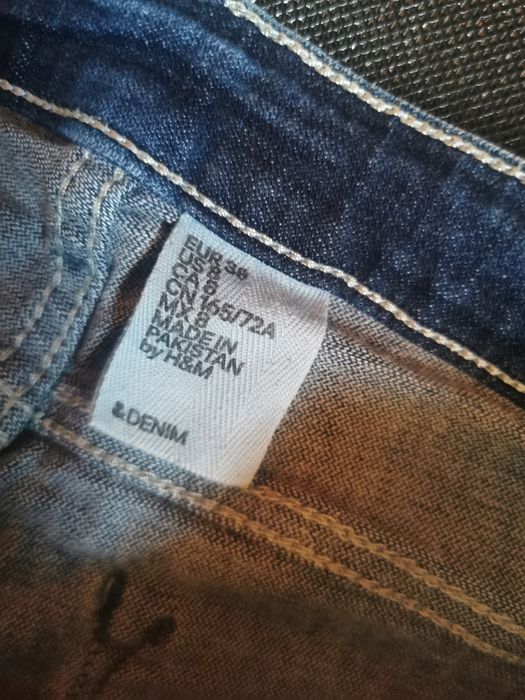 EUR 38
US 8
CA 8
CN 165/72A
MX 8
MADE IN
PAKISTAN
by H&M
&DENIM